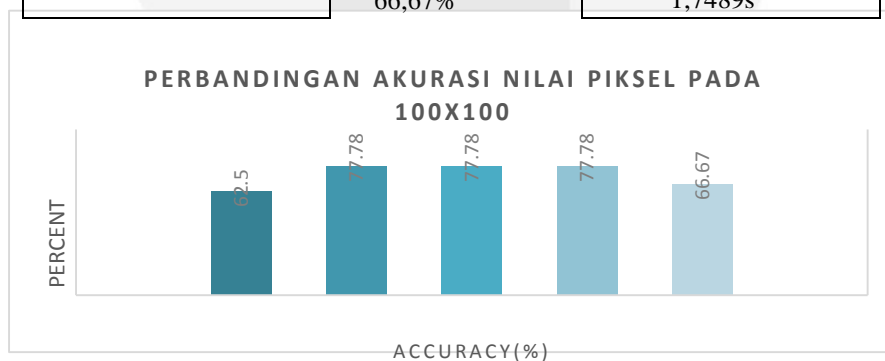 66,67% 1,7489s
PERBANDINGAN AKURASI NILAI PIKSEL PADA
100X100
PERCENT
62.5 77.78 77.78 77.78 66.67
ACCURACY(%)